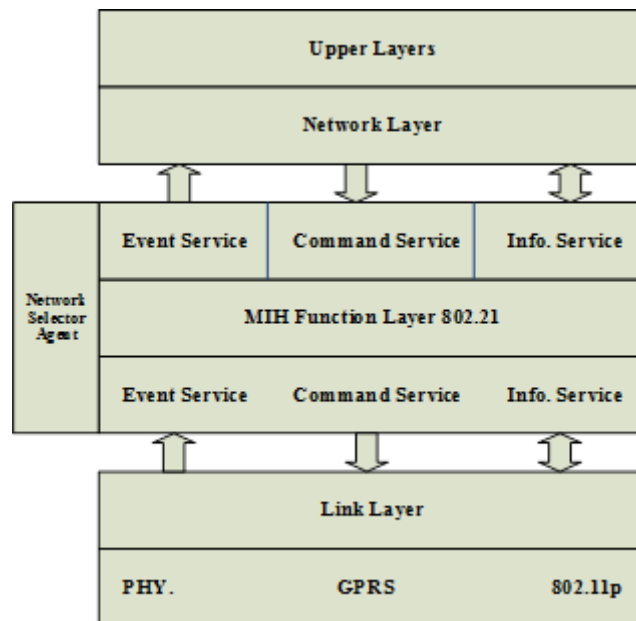 Upper Layers
Network Layer
Event Service
Command Service
Info. Service
Network
Selector
Agent
MIH Function Layer 802.21
Event Service
Command Service
Info. Service
Link Layer
PHY.
GPRS
802.11p